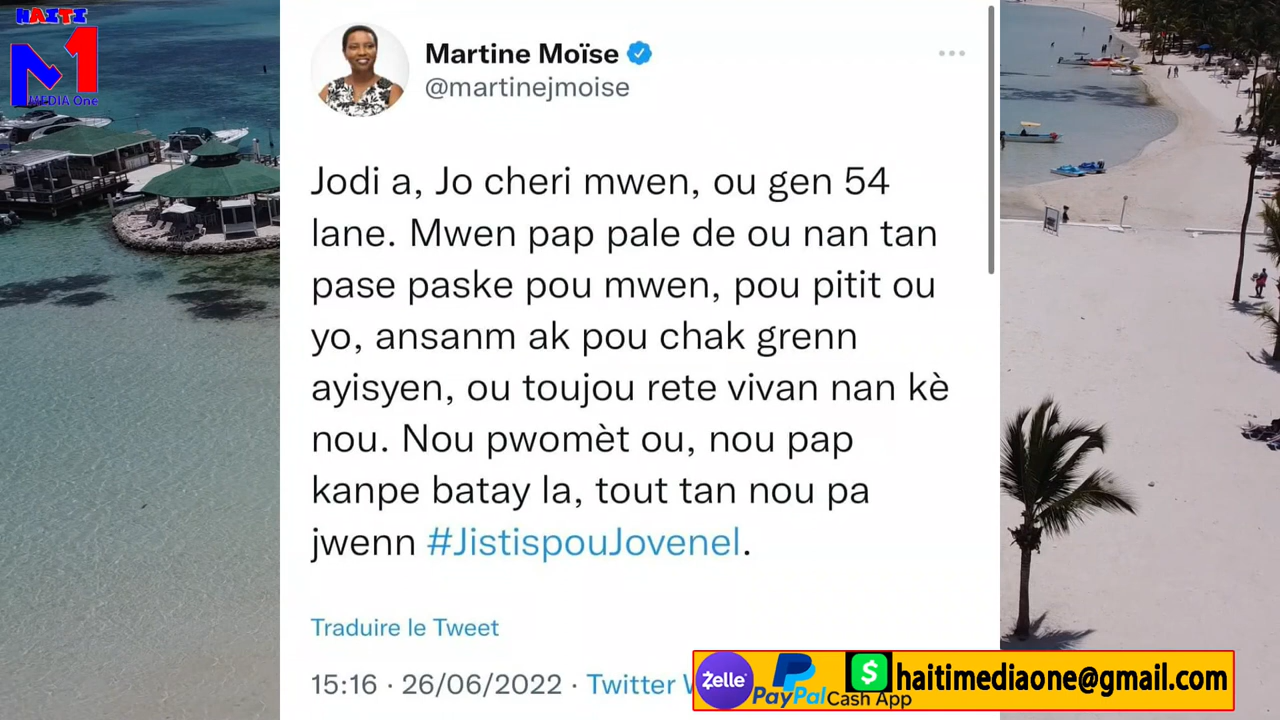 HAITI
M1
MEDIA One
Martine Moïse
@martinejmoise
Jodi a, Jo cheri mwen, ou gen 54
lane. Mwen pap pale de ou nan tan
pase paske pou mwen, pou pitit ou
yo, ansanm ak pou chak grenn
ayisyen, ou toujou rete vivan nan kè
nou. Nou pwomèt ou, nou pap
kanpe batay la, tout tan nou pa
jwenn #JistispouJovenel.
Traduire le Tweet
15:16 · 26/06/2022 · Twitter
Zelle PayPal $ Cash App haitimediaone@gmail.com